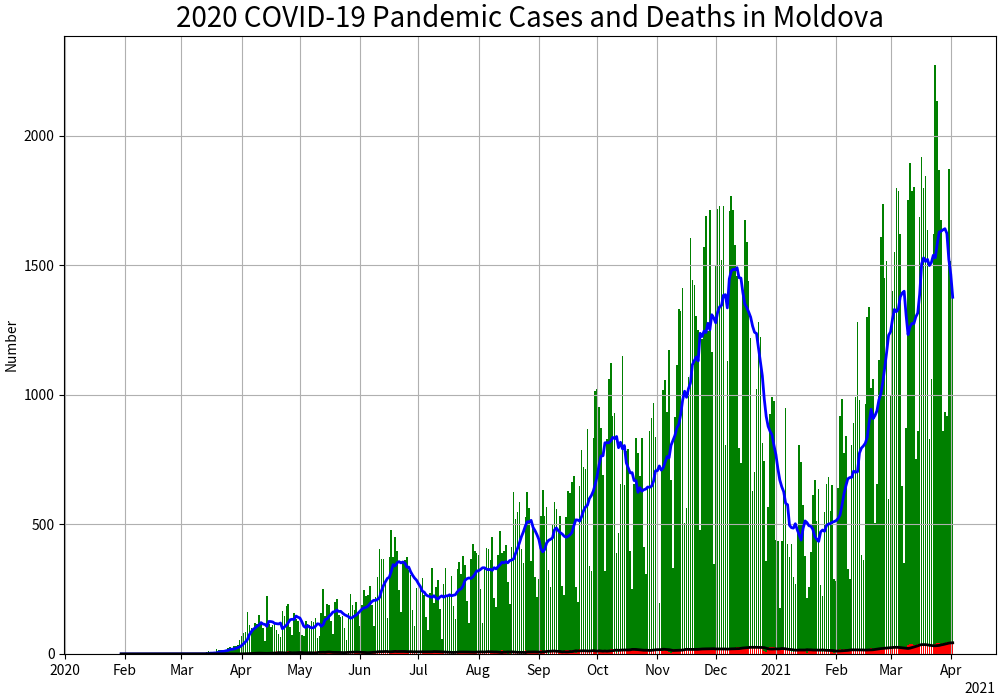 2020 COVID-19 Pandemic Cases and Deaths in Moldova
Number
2000
1500
1000
500
0
2020 Feb Mar Apr May Jun Jul Aug Sep Oct Nov Dec 2021 Feb Mar Apr
2021